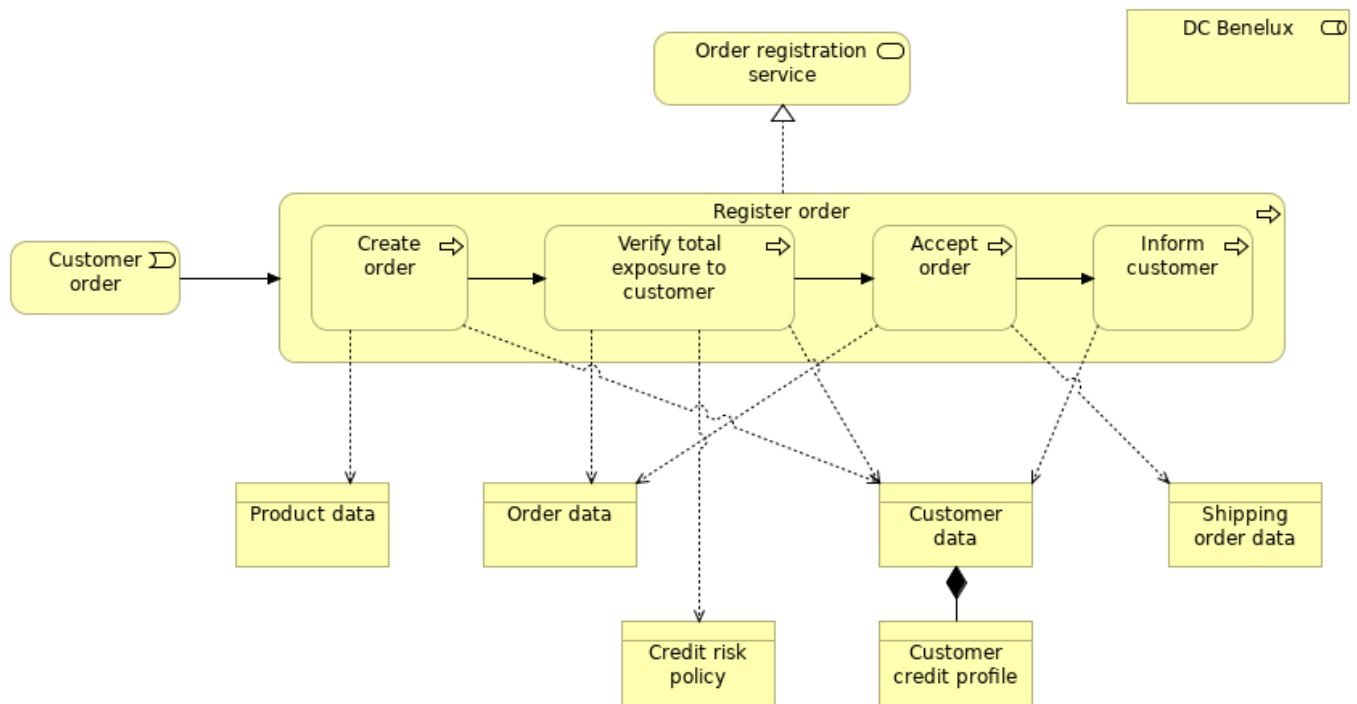 DC Benelux
Order registration
service
Register order
Customer
order
Create
order
Verify total
exposure to
customer
Accept
order
Inform
customer
Product data
Order data
Customer
data
Shipping
order data
Credit risk
policy
Customer
credit profile